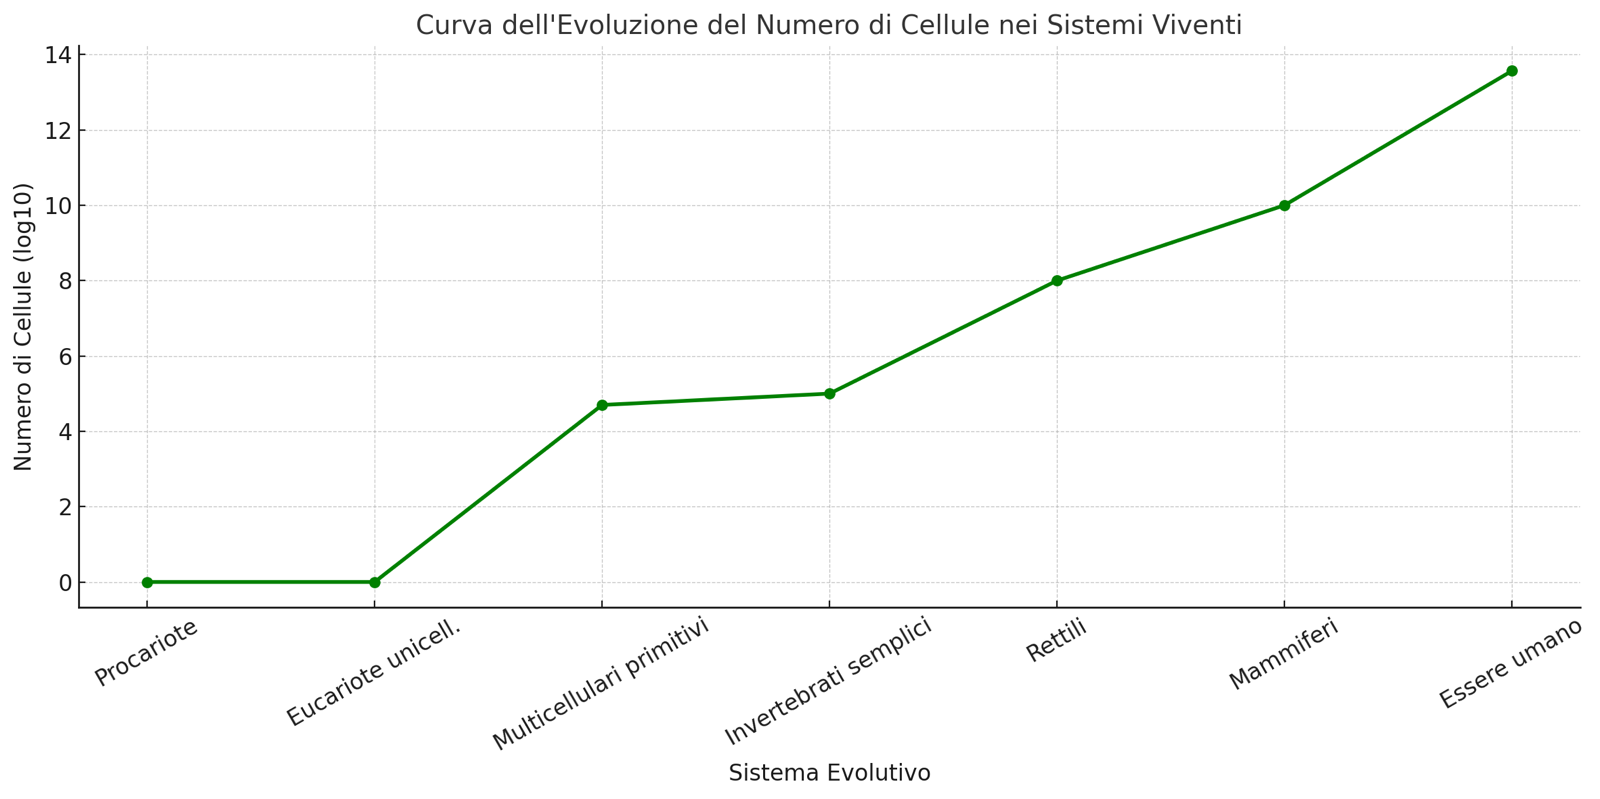 Curva dell'Evoluzione del Numero di Cellule nei Sistemi Viventi
Numero di Cellule (log10)
14
12
10
8
6
4
2
0
Procariote
Eucariote unicell.
Multicellulari primitivi
Invertebrati semplici
Rettili
Mammiferi
Essere umano
Sistema Evolutivo